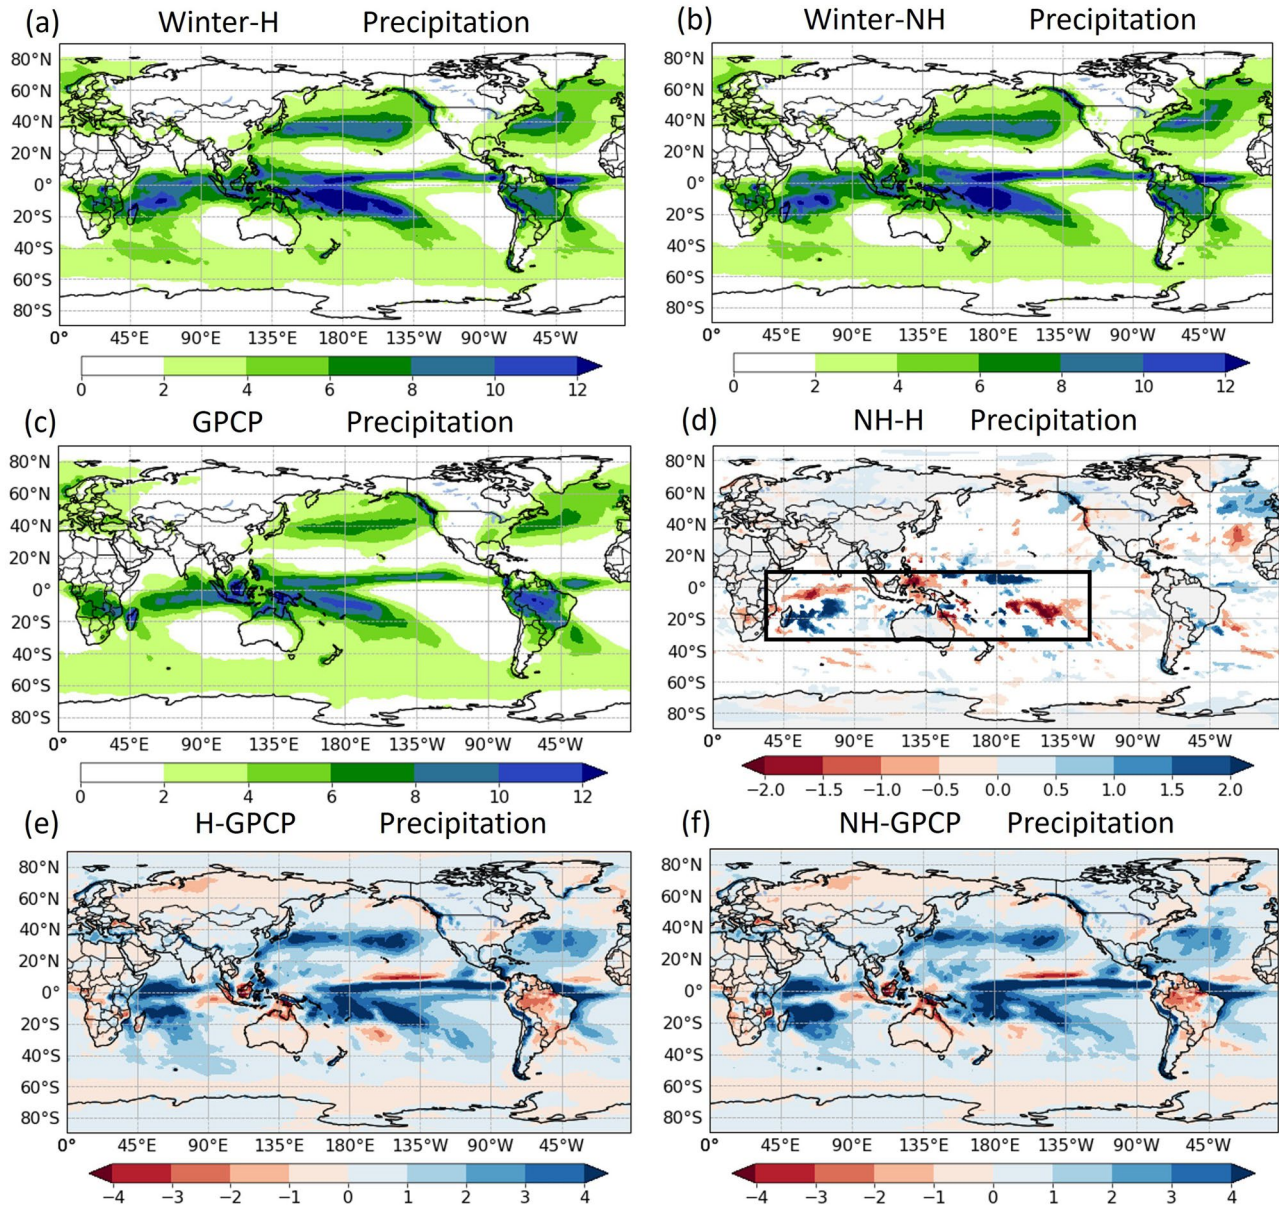 (a) Winter-H Precipitation
80°N
60°N
40°N
20°N
0°
20°S
40°S
60°S
80°S
0° 45°E 90°E 135°E 180° 135°W 90°W 45°W
0 2 4 6 8 10 12
(b) Winter-NH Precipitation
80°N
60°N
40°N
20°N
0°
20°S
40°S
60°S
80°S
0° 45°E 90°E 135°E 180° 135°W 90°W 45°W
0 2 4 6 8 10 12
(c) GPCP Precipitation
80°N
60°N
40°N
20°N
0°
20°S
40°S
60°S
80°S
0° 45°E 90°E 135°E 180° 135°W 90°W 45°W
0 2 4 6 8 10 12
(d) NH-H Precipitation
80°N
60°N
40°N
20°N
0°
20°S
40°S
60°S
80°S
0° 45°E 90°E 135°E 180° 135°W 90°W 45°W
−2.0 −1.5 −1.0 −0.5 0.0 0.5 1.0 1.5 2.0
(e) H-GPCP Precipitation
80°N
60°N
40°N
20°N
0°
20°S
40°S
60°S
80°S
0° 45°E 90°E 135°E 180° 135°W 90°W 45°W
−4 −3 −2 −1 0 1 2 3 4
(f) NH-GPCP Precipitation
80°N
60°N
40°N
20°N
0°
20°S
40°S
60°S
80°S
0° 45°E 90°E 135°E 180° 135°W 90°W 45°W
−4 −3 −2 −1 0 1 2 3 4